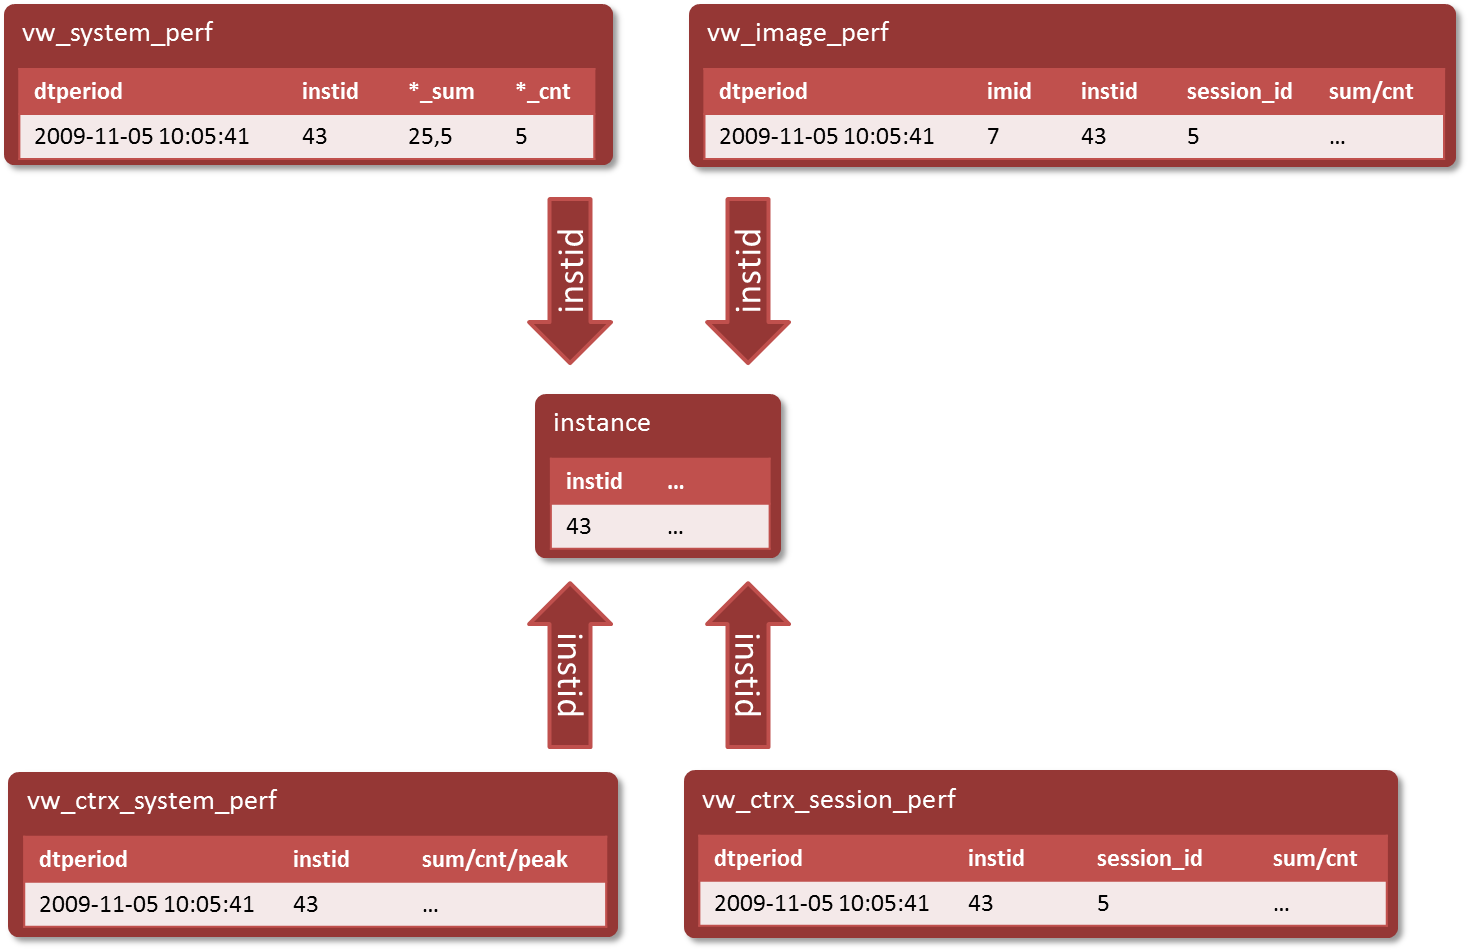 vw_system_perf
dtperiod instid *_sum *_cnt
2009-11-05 10:05:41 43 25,5 5
vw_image_perf
dtperiod imid instid session_id sum/cnt
2009-11-05 10:05:41 7 43 5 ...
instid
instid
instance
instid ...
43 ...
instid
instid
vw_ctrx_system_perf
dtperiod instid sum/cnt/peak
2009-11-05 10:05:41 43 ...
vw_ctrx_session_perf
dtperiod instid session_id sum/cnt
2009-11-05 10:05:41 43 5 ...